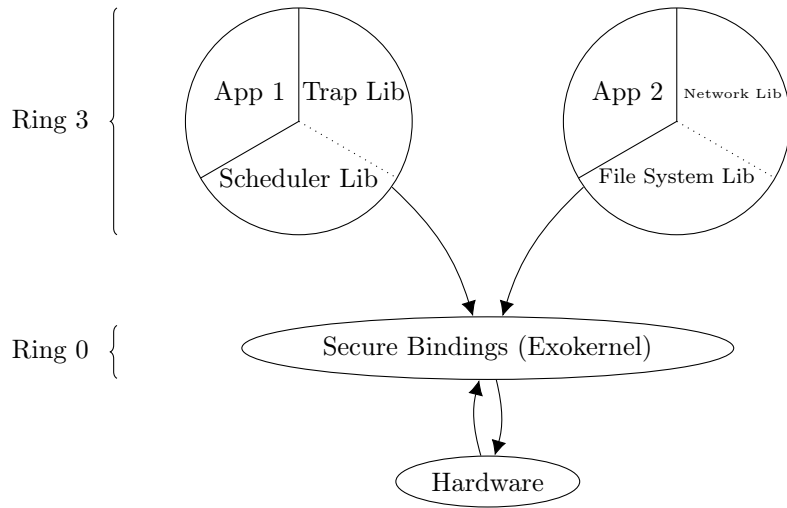 App 1
Trap Lib
Scheduler Lib
App 2
Network Lib
File System Lib
Ring 3
Ring 0
Secure Bindings (Exokernel)
Hardware